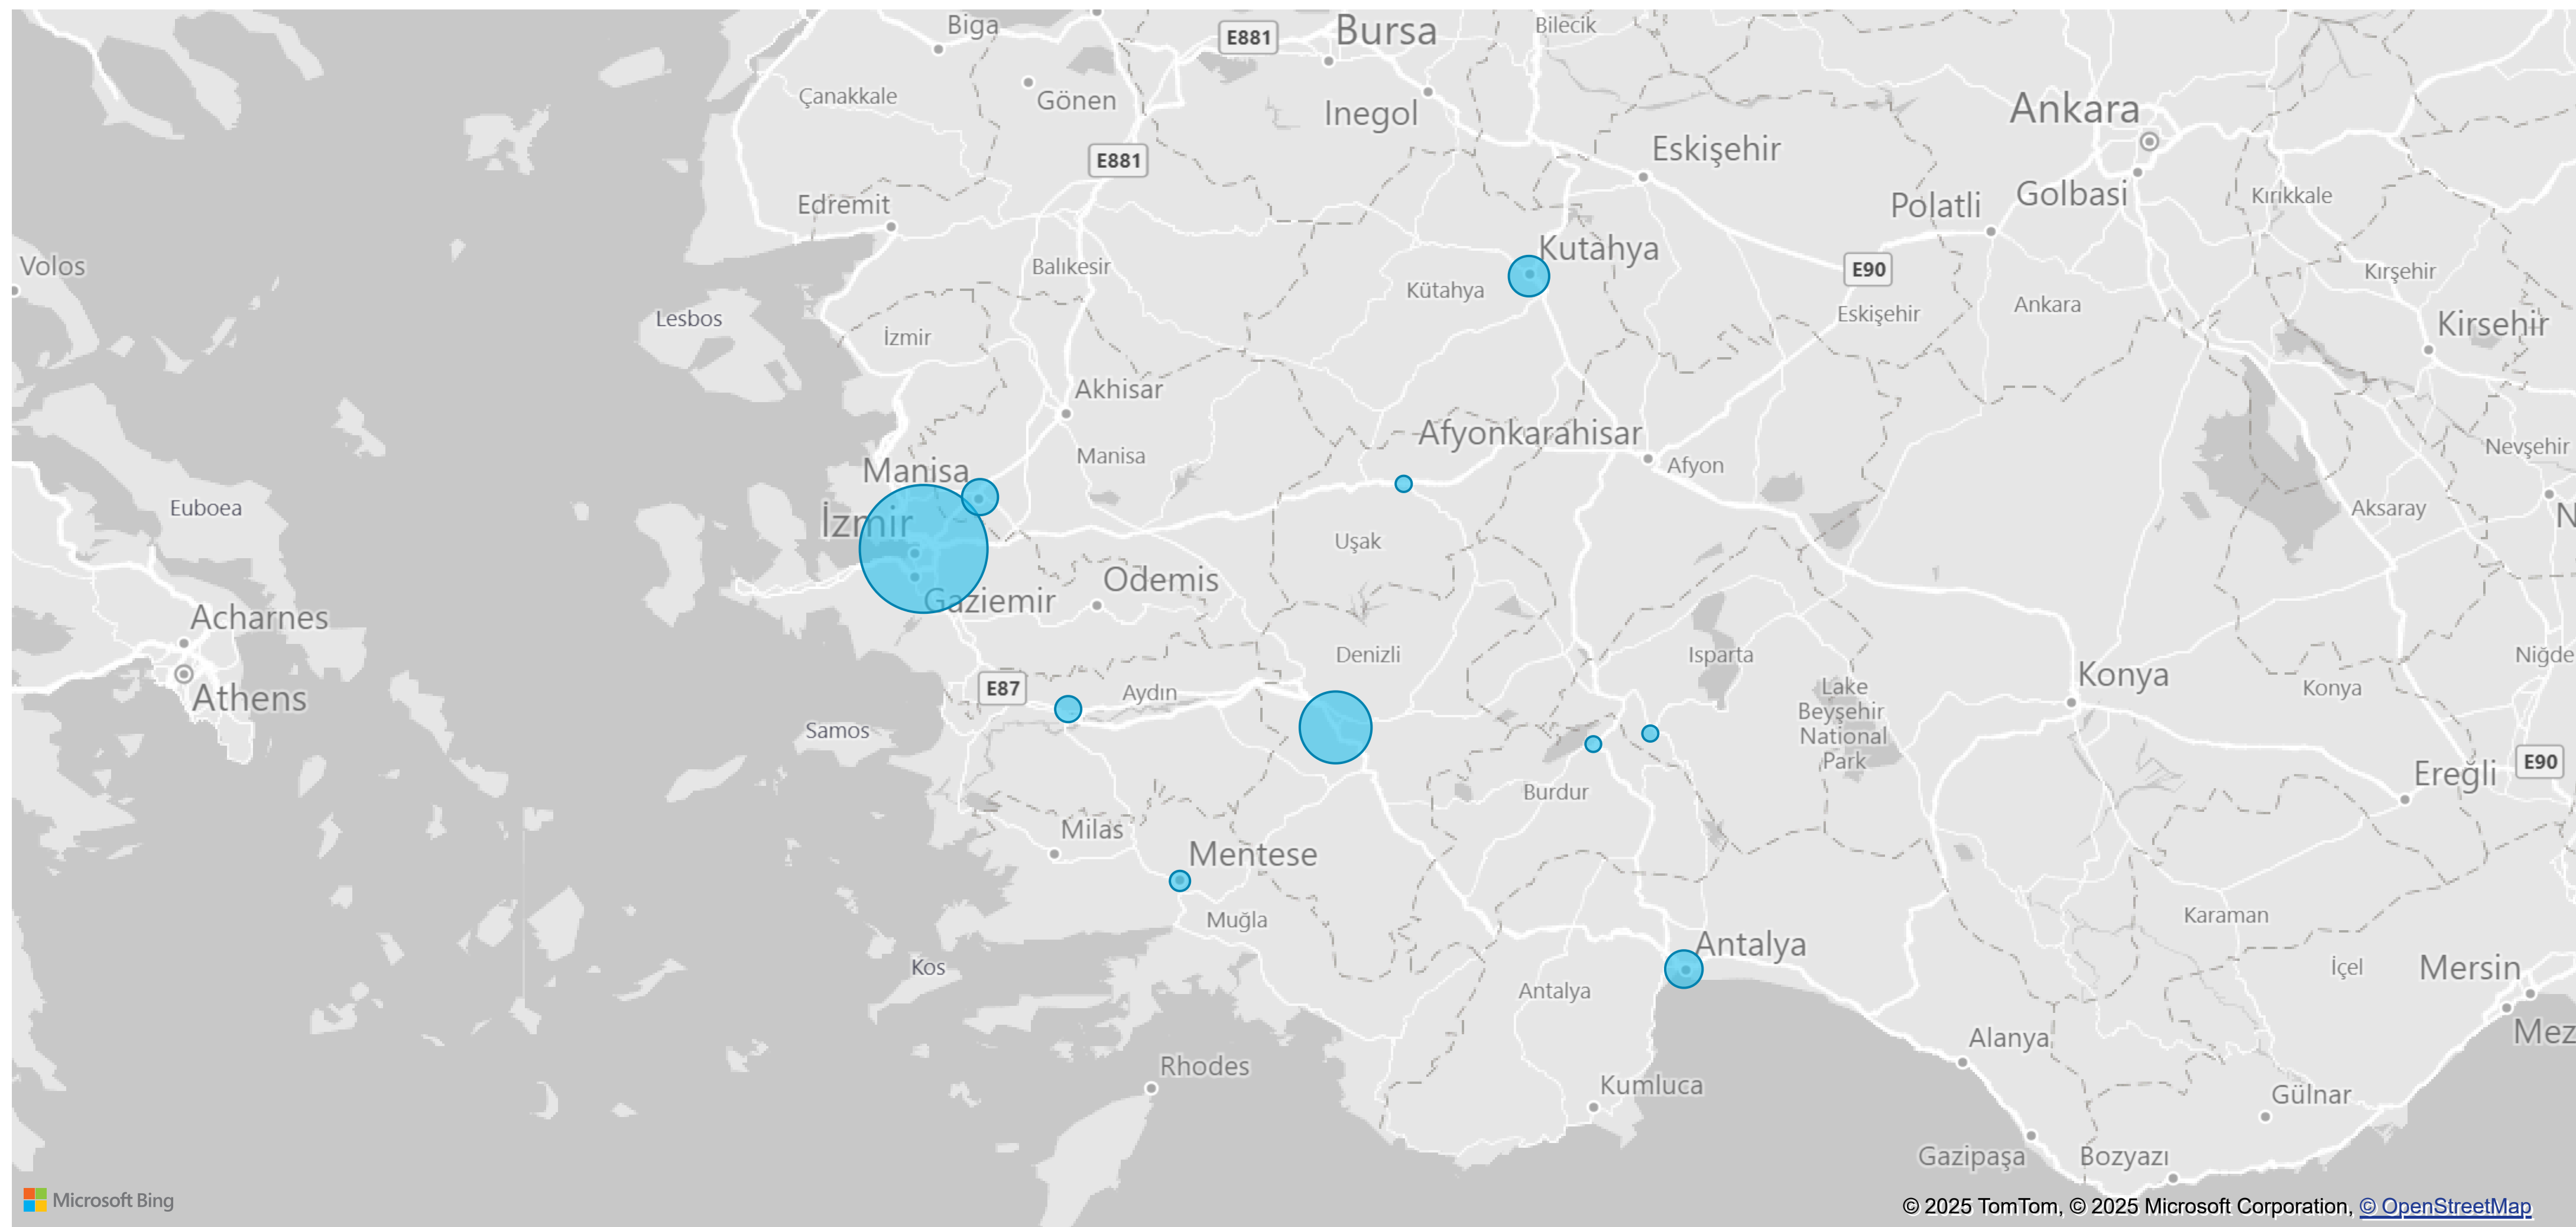 Biga
E881
Bursa
Bilecik
Çanakkale
Gönen
Inegol
Ankara
E881
Eskişehir
Edremit
Polatli
Golbasi
Kırıkkale
Volos
Balıkesir
Kutahya
Kütahya
E90
Kırşehir
Lesbos
İzmir
Eskişehir
Ankara
Kirsehir
Akhisar
Afyonkarahisar
Manisa
Manisa
Afyon
Nevşehir
Euboea
İzmir
Uşak
Aksaray
N
Gaziemir
Odemis
Acharnes
Athens
Denizli
Isparta
Niğde
E87
Aydın
Lake
Beyşehir
National
Park
Konya
Konya
Samos
Burdur
Ereğli
E90
Milas
Mentese
Muğla
Karaman
Kos
Antalya
Antalya
İçel
Mersin
Mez
Rhodes
Kumluca
Alanya
Gülnar
Gazipaşa
Bozyazı
Microsoft Bing
© 2025 TomTom, © 2025 Microsoft Corporation, © OpenStreetMap